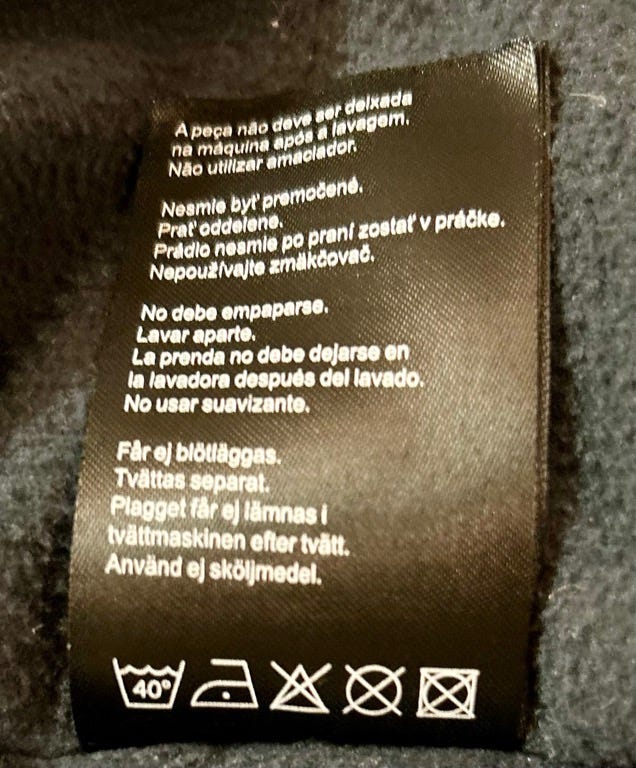 A peça não deve ser deixada
na máquina após a lavagem.
Não utilizar amaciador.
Nesmie byť premočené.
Prať oddelene.
Prádlo nesmie po praní zostať v práčke.
Nepoužívajte zmäkčovač.
No debe empaparse.
Lavar aparte.
La prenda no debe dejarse en
la lavadora después del lavado.
No usar suavizante.
Får ej blötläggas.
Tvättas separat.
Plagget får ej lämnas i
tvättmaskinen efter tvätt.
Använd ej sköljmedel.
40°